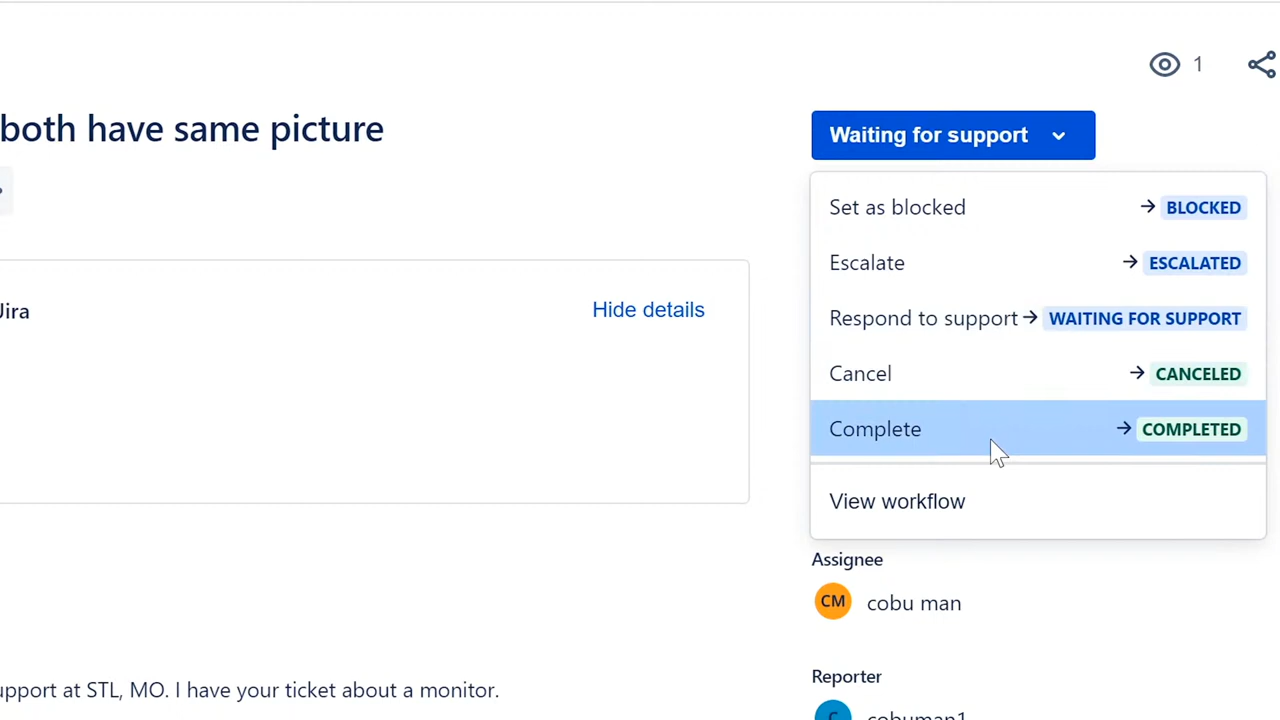 1
both have same picture
Waiting for support
Set as blocked → BLOCKED
Escalate → ESCALATED
Respond to support → WAITING FOR SUPPORT
Cancel → CANCELED
Complete → COMPLETED
View workflow
Jira
Hide details
Assignee
CM cobu man
Reporter
C cobuman1
upport at STL, MO. I have your ticket about a monitor.